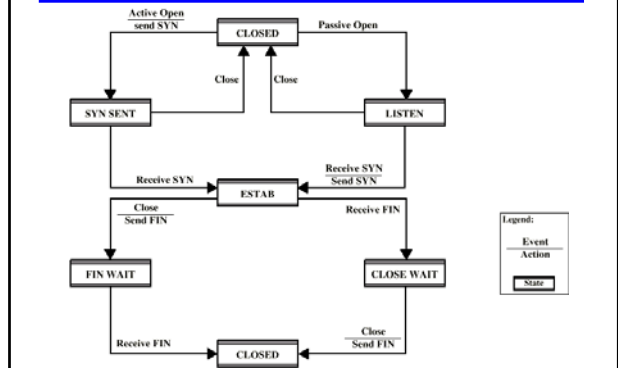 Active Open
send SYN
CLOSED
Passive Open
Close
Close
SYN SENT
LISTEN
Receive SYN
Receive SYN
Send SYN
ESTAB
Close
Send FIN
Receive FIN
Legend:
Event
Action
State
FIN WAIT
CLOSE WAIT
Receive FIN
Close
Send FIN
CLOSED